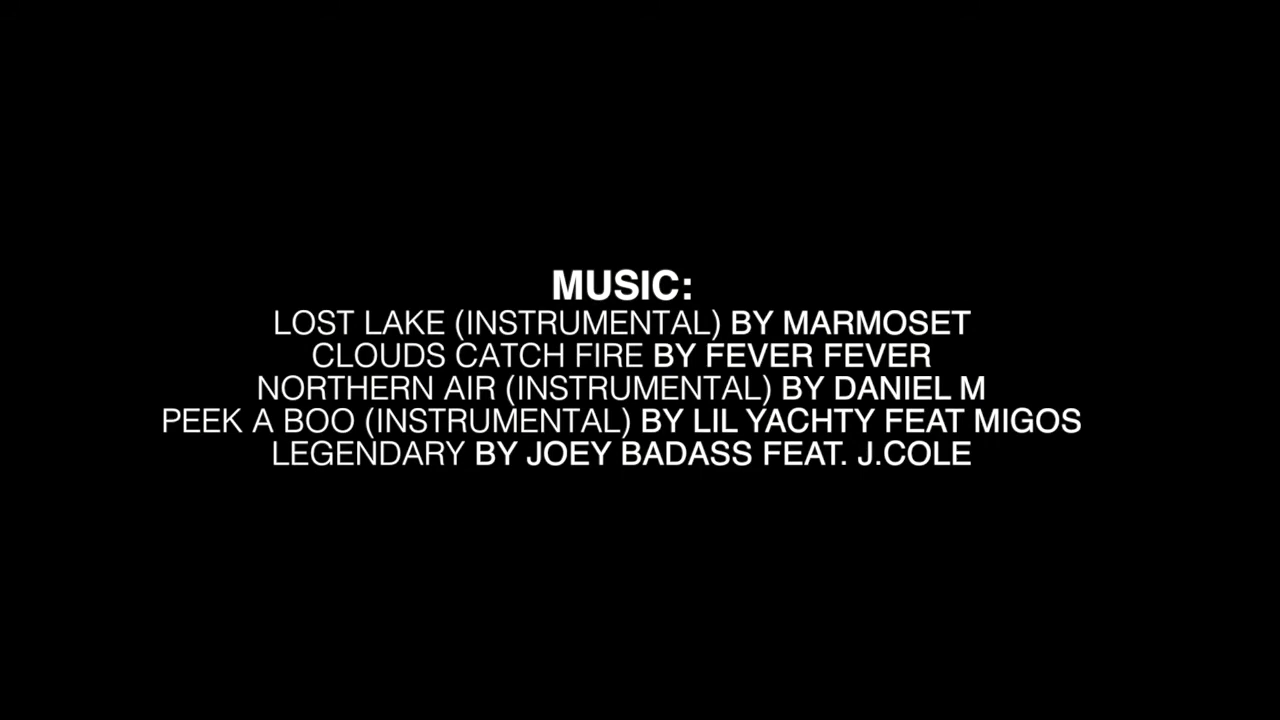 MUSIC:
LOST LAKE (INSTRUMENTAL) BY MARMOSET
CLOUDS CATCH FIRE BY FEVER FEVER
NORTHERN AIR (INSTRUMENTAL) BY DANIEL M
PEEK A BOO (INSTRUMENTAL) BY LIL YACHTY FEAT MIGOS
LEGENDARY BY JOEY BADASS FEAT. J.COLE